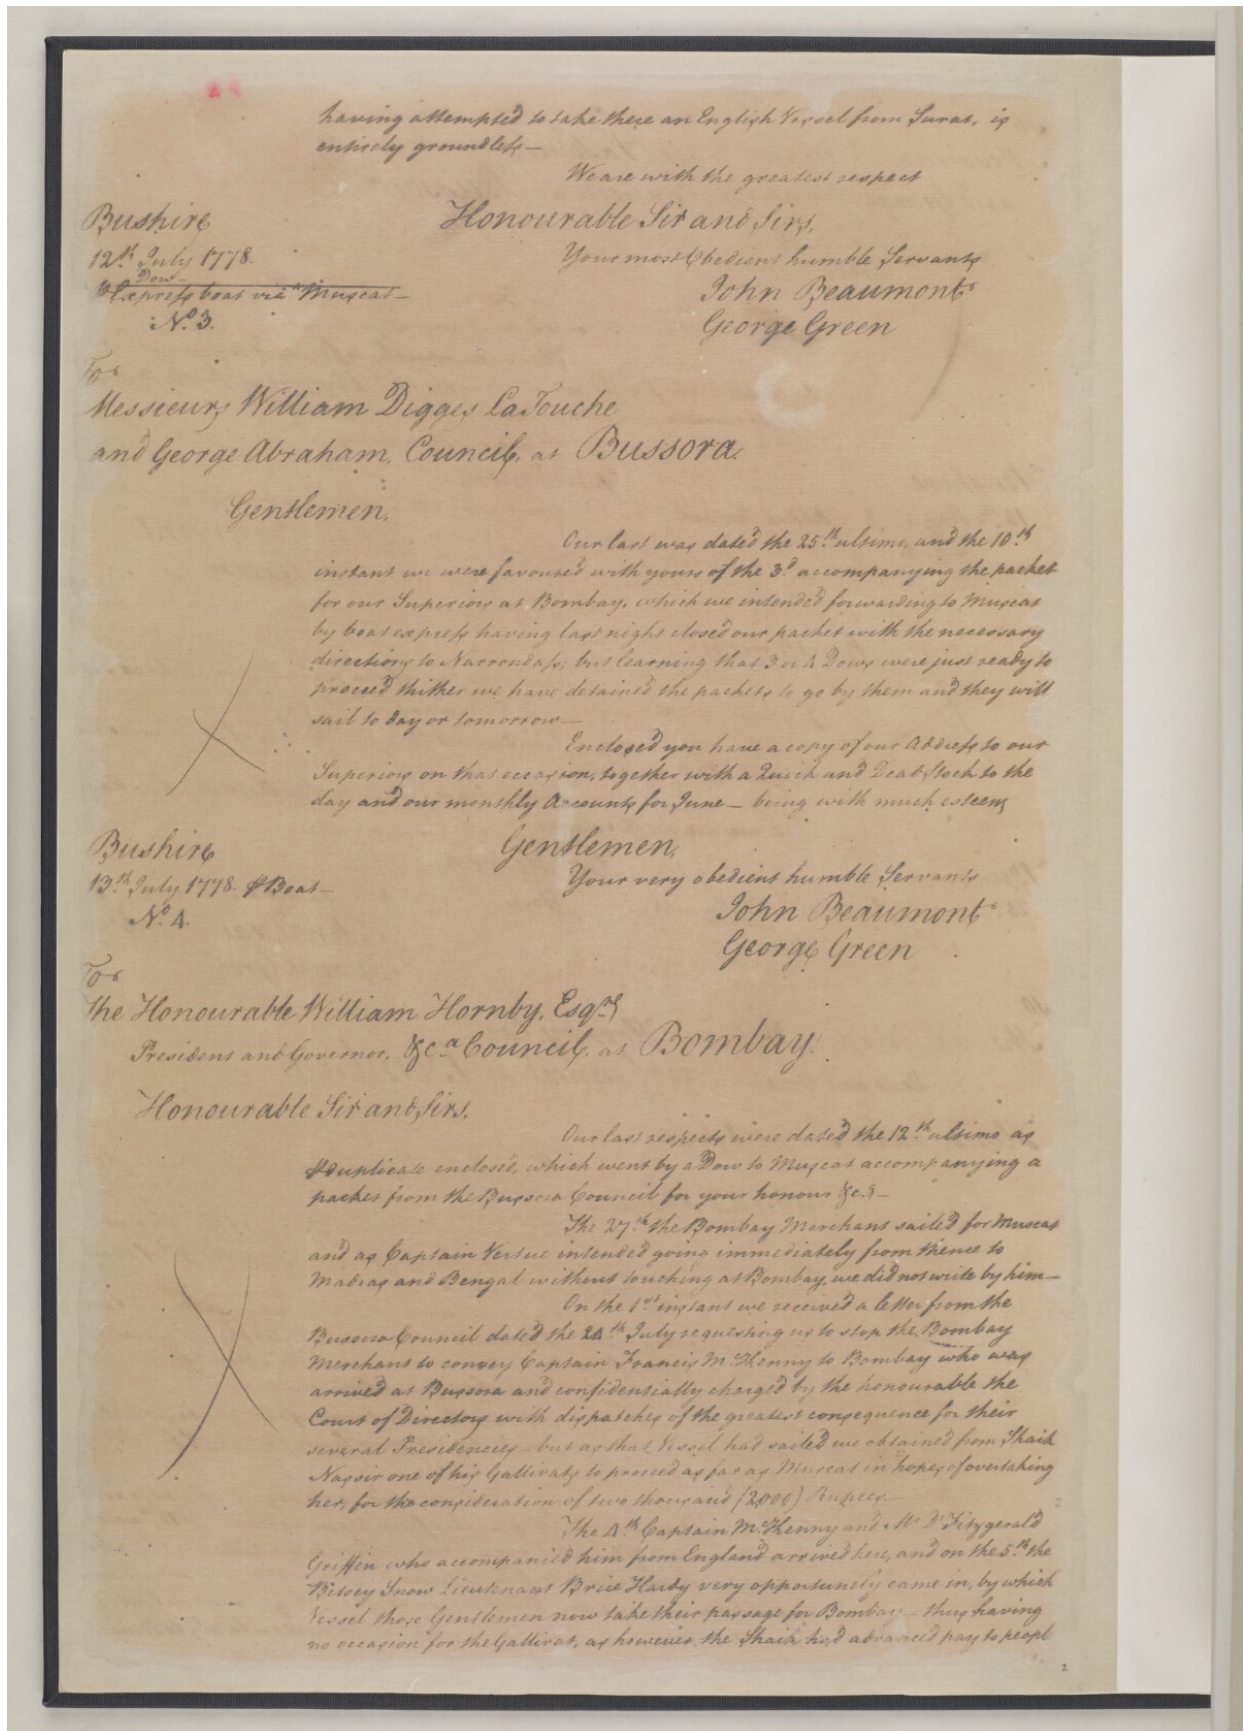 having attempted to take there an English Vessel from Surat, is
entirely groundless—
We are with the greatest respect
Bushire
Honourable Sir and Sirs,
12th July 1778.
Your most Obedient humble Servants
Dow
Express boat via Muscat—
John Beaumont
No. 3.
George Green
To
Messieurs William Digges LaTouche
and George Abraham, Council, at Bussora.
Gentlemen,
Our last was dated the 25th ultimo, and the 10th
instant we were favoured with yours of the 3d accompanying the packet
for our Superiors at Bombay, which we intended forwarding to Muscat
by boat express having last night closed our packet with the necessary
directions to Narrondass; but learning that 3 or 4 Dows were just ready to
proceed thither we have detained the packets to go by them and they will
sail to day or tomorrow—
Enclosed you have a copy of our Address to our
Superiors on that occasion, together with a Quick and Dead Stock to the
day and our monthly Accounts for June— being with much esteem
Bushire
Gentlemen,
13th July 1778. ⅌ Boat—
Your very obedient humble Servants
No. 4.
John Beaumont
George Green
To
The Honourable William Hornby, Esqre
President and Governor, &ca Council, at Bombay.
Honourable Sir and Sirs,
Our last respects were dated the 12th ultimo as
⅌ duplicate enclosed, which went by a Dow to Muscat accompanying a
packet from the Bussora Council for your honour &c.a—
The 27th the Bombay Merchant sailed for Muscat
and as Captain Vertue intended going immediately from thence to
Madras and Bengal without touching at Bombay, we did not write by him—
On the 1st instant we received a letter from the
Bussora Council dated the 24th July requesting us to stop the Bombay
Merchant to convey Captain Francis McKenny to Bombay who was
arrived at Bussora and confidentially charged by the honourable the
Court of Directors with dispatches of the greatest consequence for their
several Presidencies— but as that Vessel had sailed we obtained from Shaik
Nassir one of his Gallivats to proceed as far as Muscat in hopes of overtaking
her, for the consideration of two thousand (2,000) Rupees—
The 4th Captain McKenny and Mr D'Fitzgerald
Griffin who accompanied him from England arrived here, and on the 5th the
Betsey Snow Lieutenant Brice Hardy very opportunely came in, by which
Vessel those Gentlemen now take their passage for Bombay— thus having
no occasion for the Gallivat, as however the Shaik had advanced pay to peopl
2